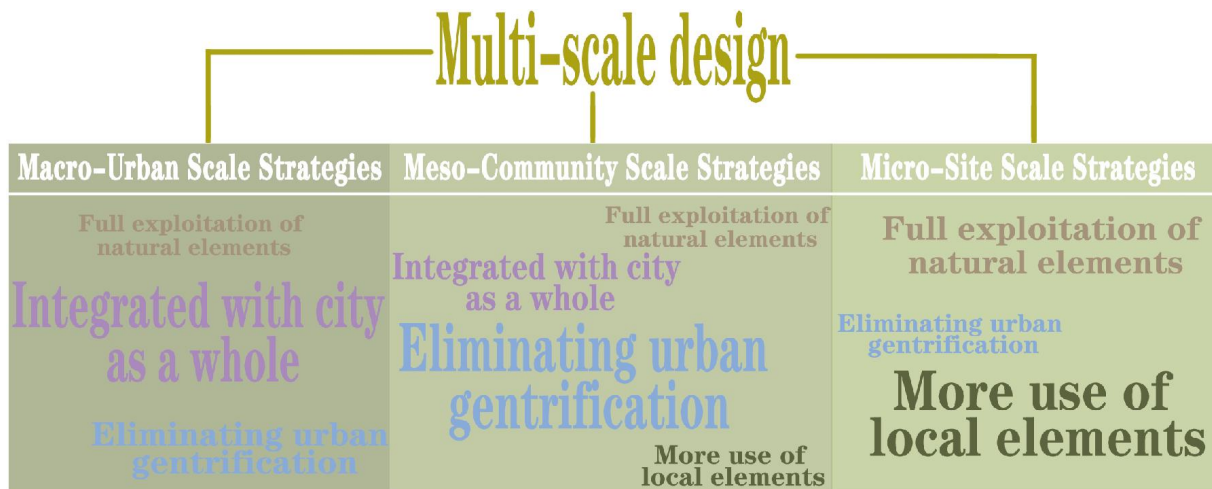 Multi-scale design
Macro-Urban Scale Strategies
Full exploitation of
natural elements
Integrated with city
as a whole
Eliminating urban
gentrification
Meso-Community Scale Strategies
Full exploitation of
natural elements
Integrated with city
as a whole
Eliminating urban
gentrification
More use of
local elements
Micro-Site Scale Strategies
Full exploitation of
natural elements
Eliminating urban
gentrification
More use of
local elements